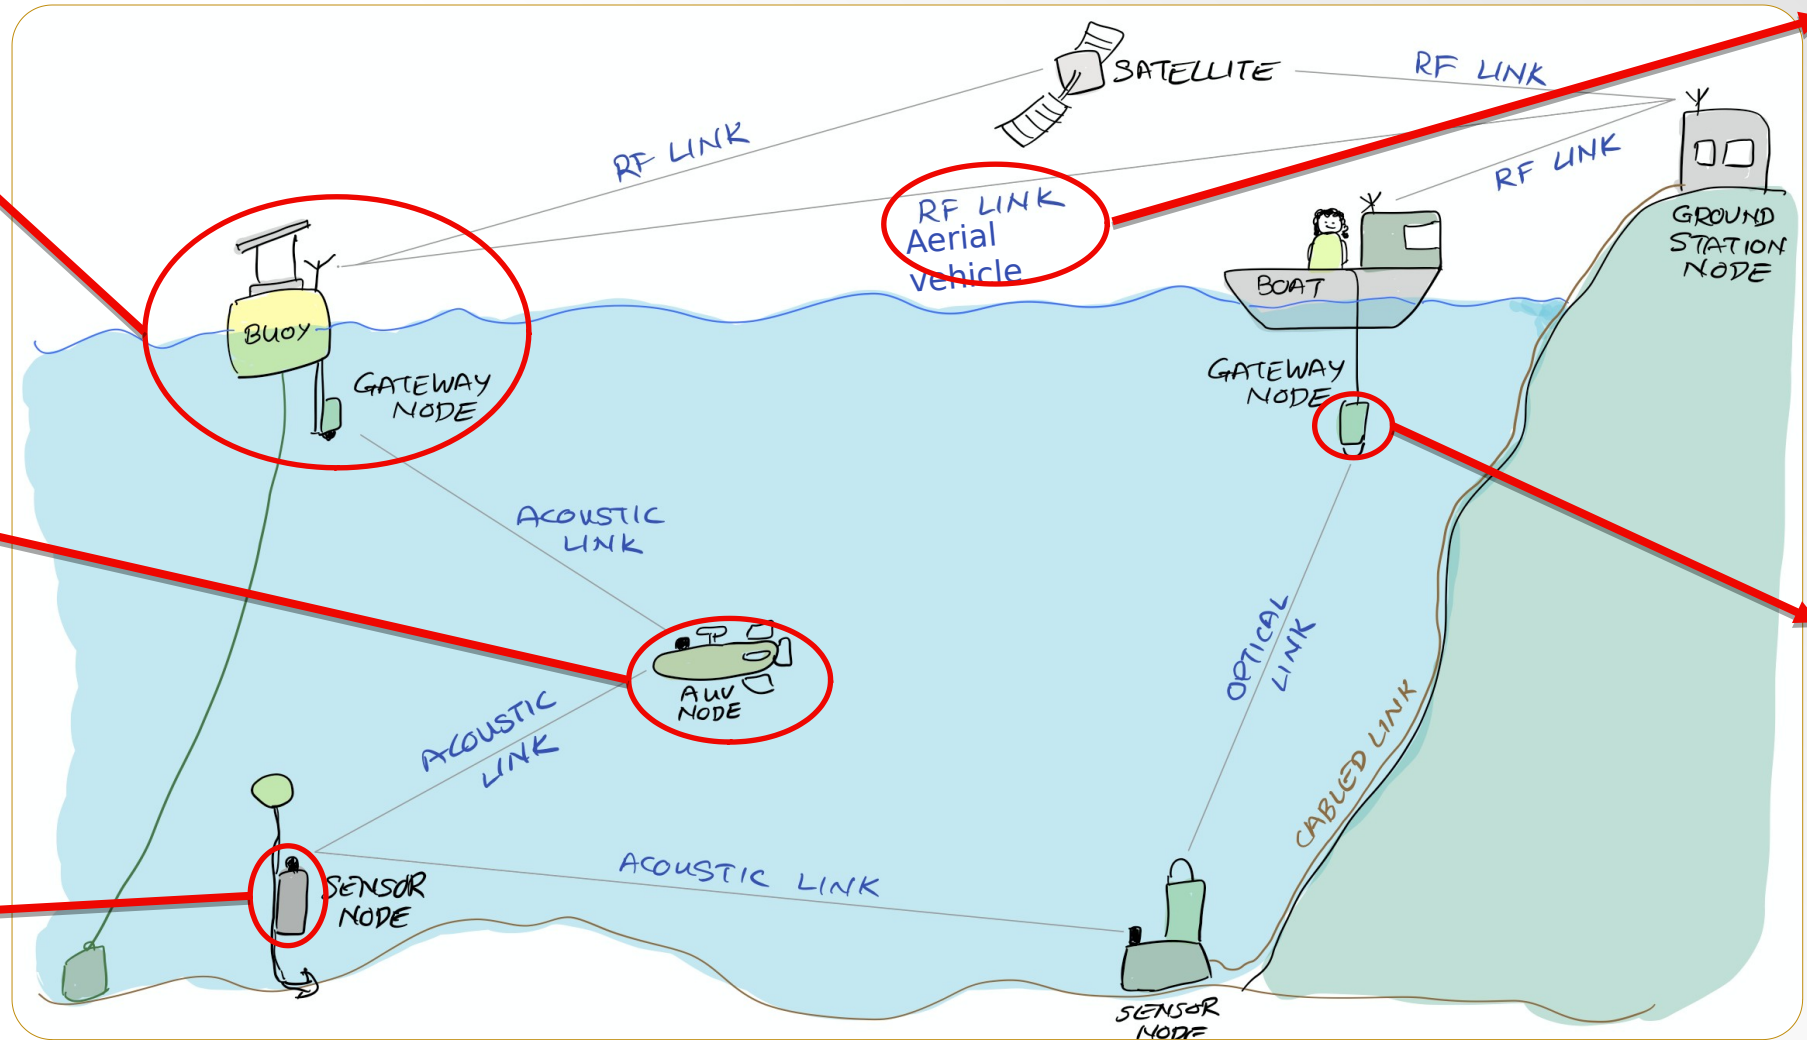 SATELLITE
RF LINK
RF LINK
RF LINK
RF LINK
Aerial
vehicle
GROUND
STATION
NODE
BOAT
BUOY
GATEWAY
NODE
GATEWAY
NODE
ACOUSTIC
LINK
OPTICAL
LINK
AUV
NODE
ACOUSTIC
LINK
CABLED LINK
ACOUSTIC LINK
SENSOR
NODE
SENSOR
NODE